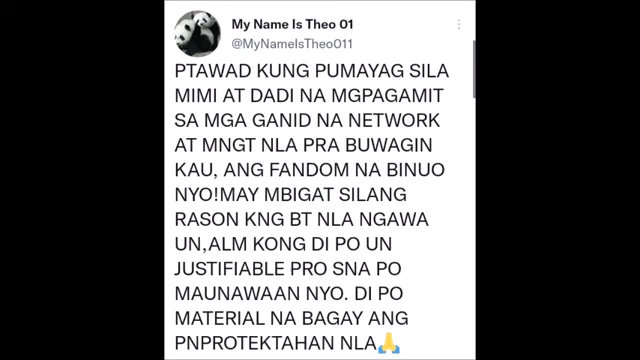 My Name Is Theo 01
@MyNameIsTheo011
PTAWAD KUNG PUMAYAG SILA
MIMI AT DADI NA MGPAGAMIT
SA MGA GANID NA NETWORK
AT MNGT NLA PRA BUWAGIN
KAU, ANG FANDOM NA BINUO
NYO!MAY MBIGAT SILANG
RASON KNG BT NLA NGAWA
UN,ALM KONG DI PO UN
JUSTIFIABLE PRO SNA PO
MAUNAWAAN NYO. DI PO
MATERIAL NA BAGAY ANG
PNPROTEKTAHAN NLA🙏